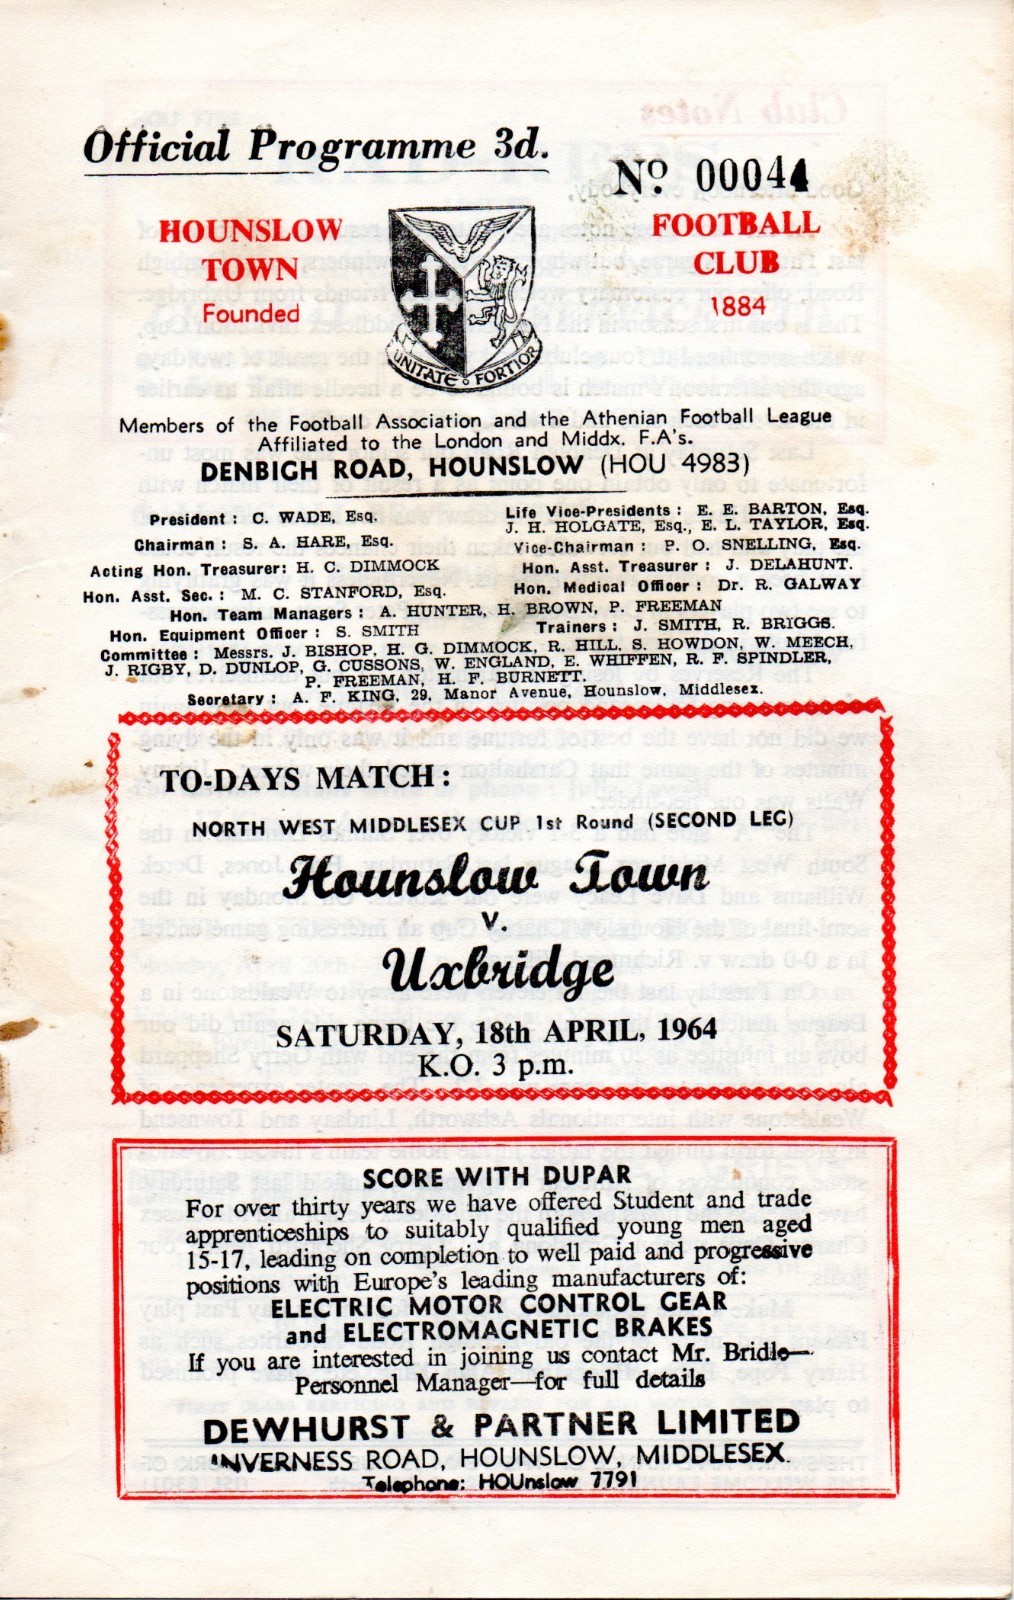 Official Programme 3d.
Nº 00044
HOUNSLOW TOWN
Founded
FOOTBALL CLUB
1884
UNITATE FORTIOR
Members of the Football Association and the Athenian Football League
Affiliated to the London and Middx. F.A's.
DENBIGH ROAD, HOUNSLOW (HOU 4983)
President : C. WADE, Esq.
Life Vice-Presidents : E. E. BARTON, Esq.
J. H. HOLGATE, Esq., E. L. TAYLOR, Esq.
Chairman : S. A. HARE, Esq.
Vice-Chairman : P. O. SNELLING, Esq.
Acting Hon. Treasurer: H. C. DIMMOCK
Hon. Asst. Treasurer : J. DELAHUNT.
Hon. Asst. Sec. : M. C. STANFORD, Esq.
Hon. Medical Officer : Dr. R. GALWAY
Hon. Team Managers : A. HUNTER, H. BROWN, P. FREEMAN
Hon. Equipment Officer : S. SMITH
Trainers : J. SMITH, R. BRIGGS.
Committee : Messrs. J. BISHOP, H. G. DIMMOCK, R. HILL, S. HOWDON, W. MEECH,
J. RIGBY, D. DUNLOP, G. CUSSONS, W. ENGLAND, E. WHIFFEN, R. F. SPINDLER,
P. FREEMAN, H. F. BURNETT.
Secretary : A. F. KING, 29, Manor Avenue, Hounslow, Middlesex.
TO-DAYS MATCH :
NORTH WEST MIDDLESEX CUP 1st Round (SECOND LEG)
Hounslow Town
v.
Uxbridge
SATURDAY, 18th APRIL, 1964
K.O. 3 p.m.
SCORE WITH DUPAR
For over thirty years we have offered Student and trade
apprenticeships to suitably qualified young men aged
15-17, leading on completion to well paid and progressive
positions with Europe's leading manufacturers of:
ELECTRIC MOTOR CONTROL GEAR
and ELECTROMAGNETIC BRAKES
If you are interested in joining us contact Mr. Bridle—
Personnel Manager—for full details
DEWHURST & PARTNER LIMITED
INVERNESS ROAD, HOUNSLOW, MIDDLESEX.
Telephone: HOUnslow 7791